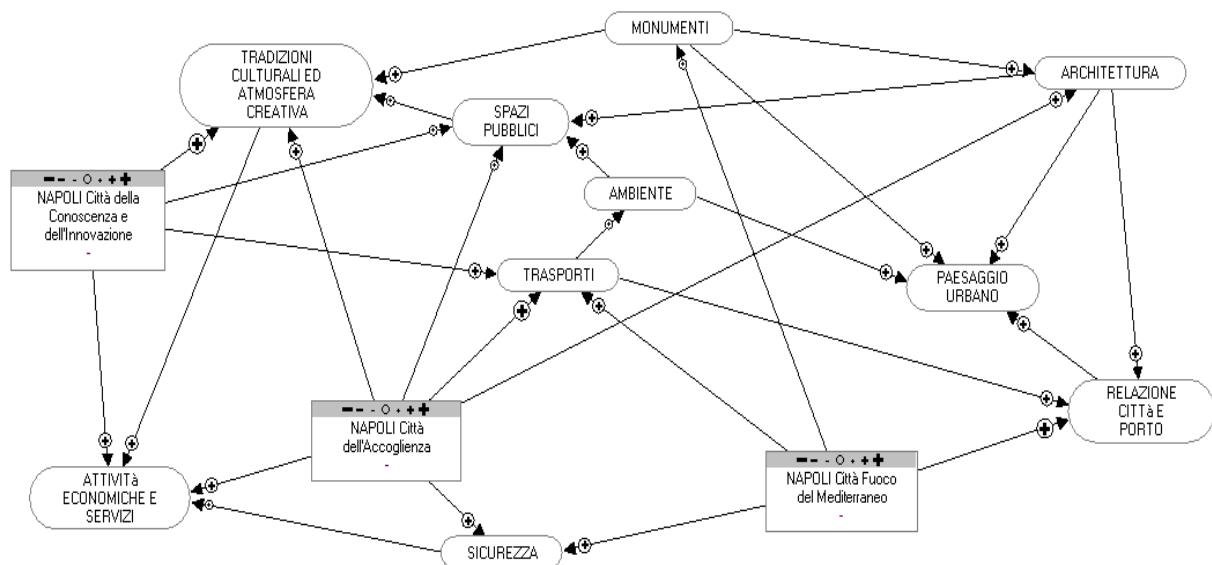 MONUMENTI
TRADIZIONI
CULTURALI ED
ATMOSFERA
CREATIVA
ARCHITETTURA
SPAZI
PUBBLICI
AMBIENTE
NAPOLI Città della
Conoscenza e
dell'Innovazione
TRASPORTI
PAESAGGIO
URBANO
NAPOLI Città
dell'Accoglienza
RELAZIONE
CITTà E
PORTO
NAPOLI Città Fuoco
del Mediterraneo
ATTIVITà
ECONOMICHE E
SERVIZI
SICUREZZA